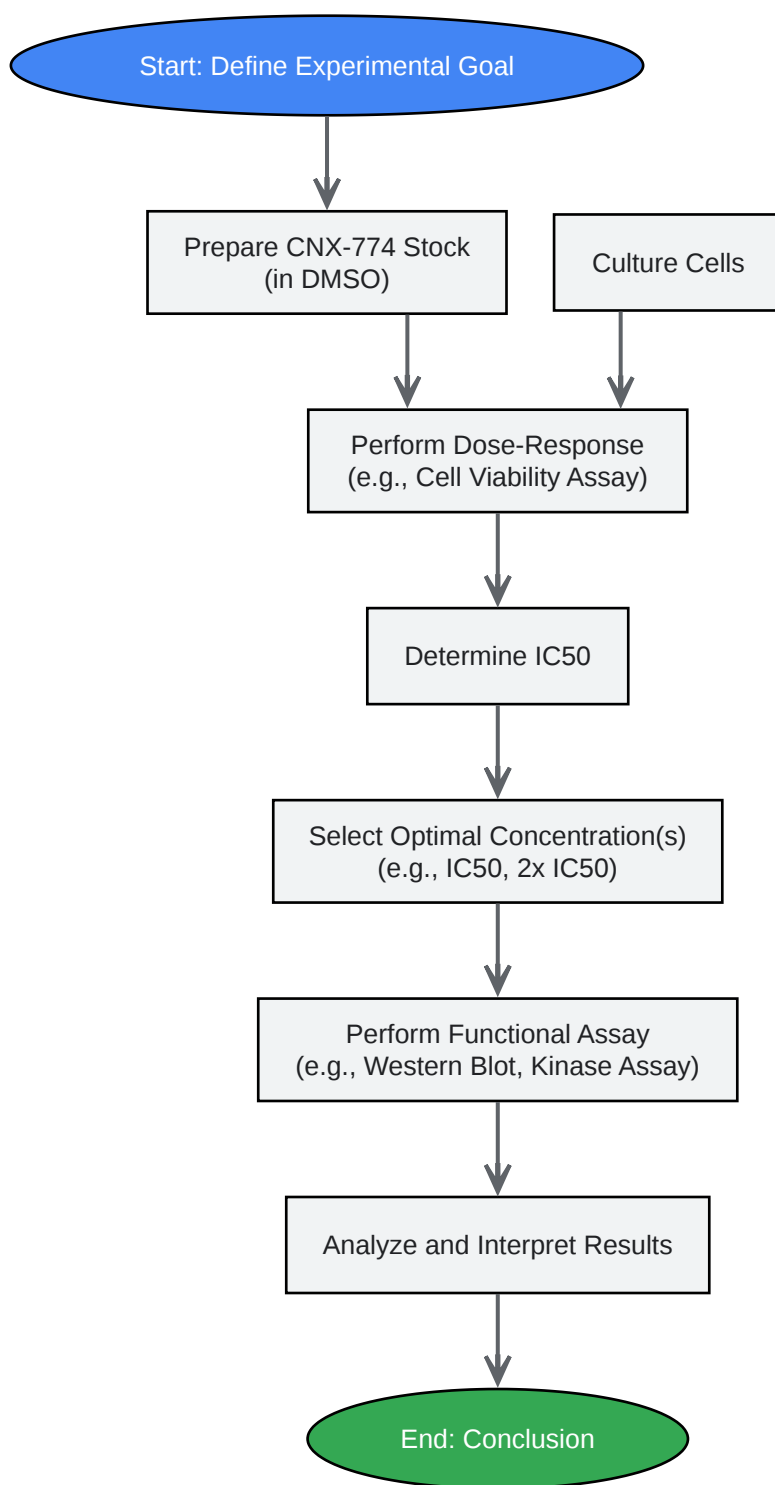 Start: Define Experimental Goal
Prepare CNX-774 Stock
(in DMSO)
Culture Cells
Perform Dose-Response
(e.g., Cell Viability Assay)
Determine IC50
Select Optimal Concentration(s)
(e.g., IC50, 2x IC50)
Perform Functional Assay
(e.g., Western Blot, Kinase Assay)
Analyze and Interpret Results
End: Conclusion